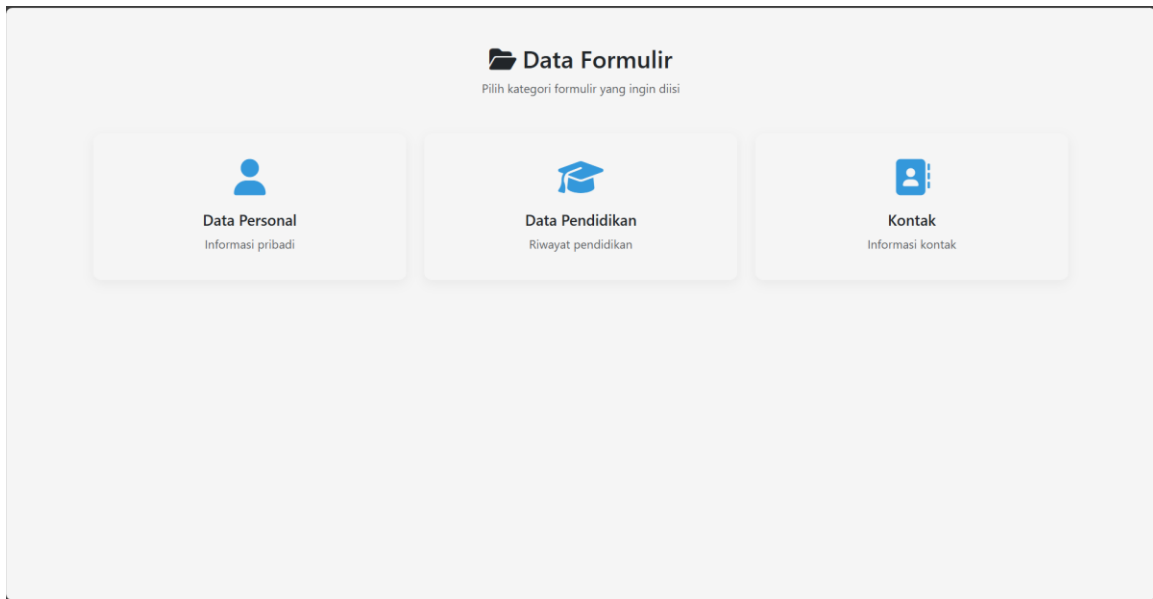 Data Formulir
Pilih kategori formulir yang ingin diisi
Data Personal
Informasi pribadi
Data Pendidikan
Riwayat pendidikan
Kontak
Informasi kontak